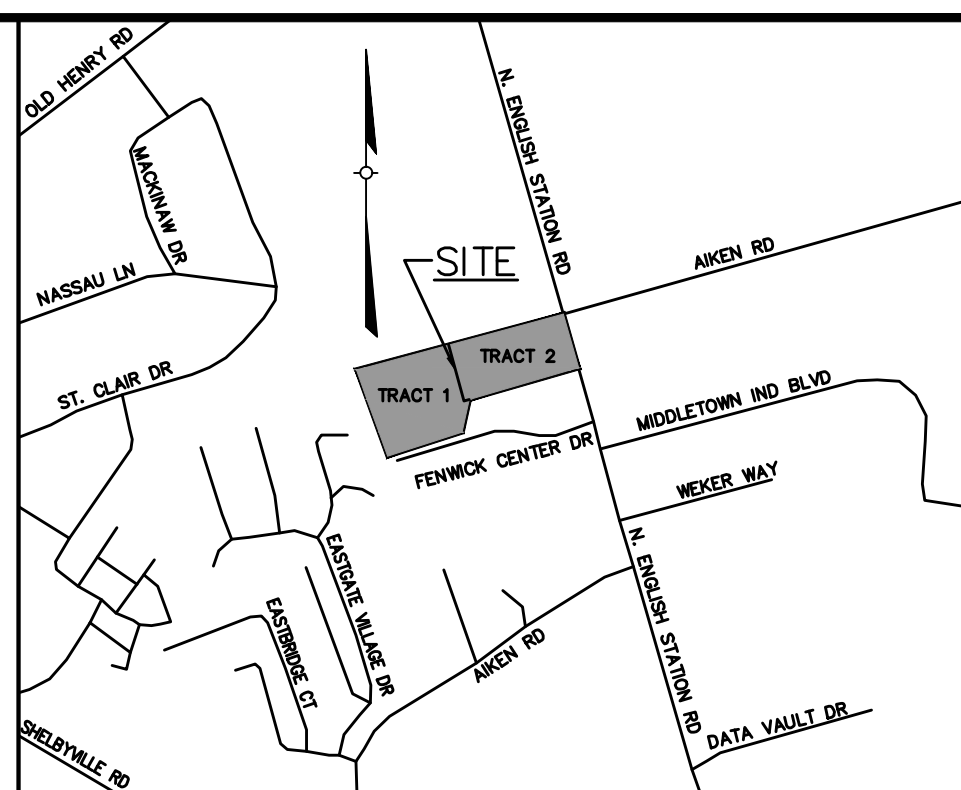 OLD HENRY RD
N. ENGLISH STATION RD
MACKINAW DR
AIKEN RD
NASSAU LN
SITE
TRACT 2
TRACT 1
ST. CLAIR DR
MIDDLETOWN IND BLVD
FENWICK CENTER DR
WEKER WAY
EASTGATE VILLAGE DR
N. ENGLISH STATION RD
EASTBRIDGE CT
AIKEN RD
DATA VAULT DR
SHELBYVILLE RD